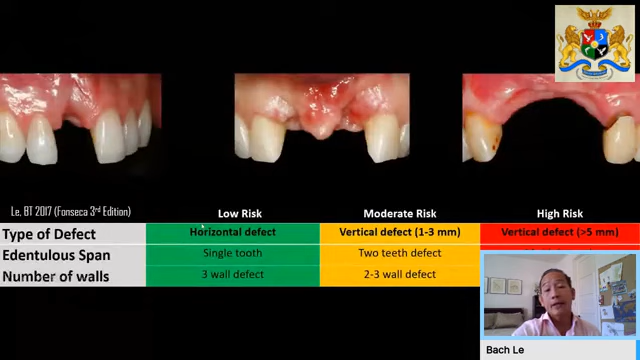 Le, BT 2017 (Fonseca 3rd Edition)
Low Risk
Moderate Risk
High Risk
Type of Defect
Horizontal defect
Vertical defect (1-3 mm)
Vertical defect (>5 mm)
Edentulous Span
Single tooth
Two teeth defect
Number of walls
3 wall defect
2-3 wall defect
Bach Le